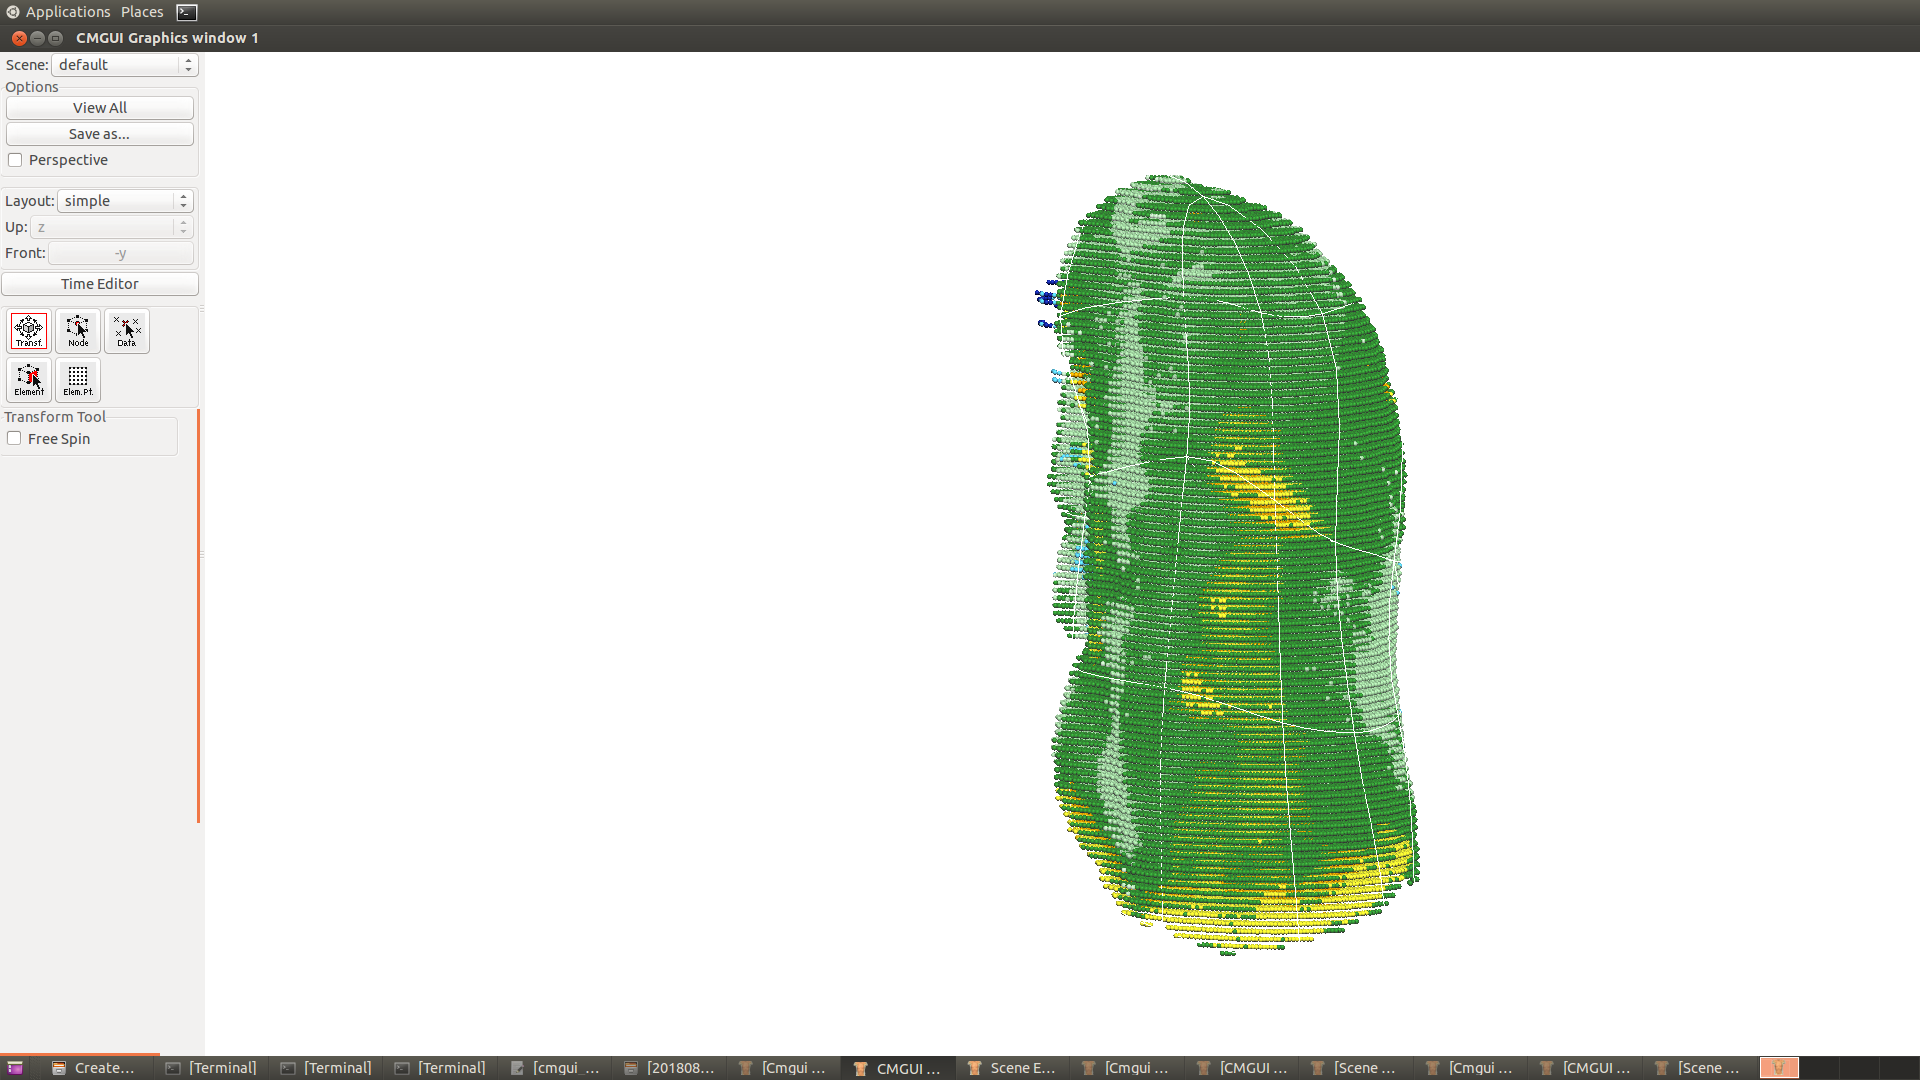 Applications Places
CMGUI Graphics window 1
Scene: default
Options
View All
Save as...
Perspective
Layout: simple
Up: z
Front: -y
Time Editor
Transf. Node Data
Element Elem. Pt.
Transform Tool
Free Spin
Create... [Terminal] [Terminal] [Terminal] [cmgui_... [201808... [Cmgui ... CMGUI ... Scene E... [Cmgui ... [CMGUI ... [Scene ... [Cmgui ... [CMGUI ... [Scene ...